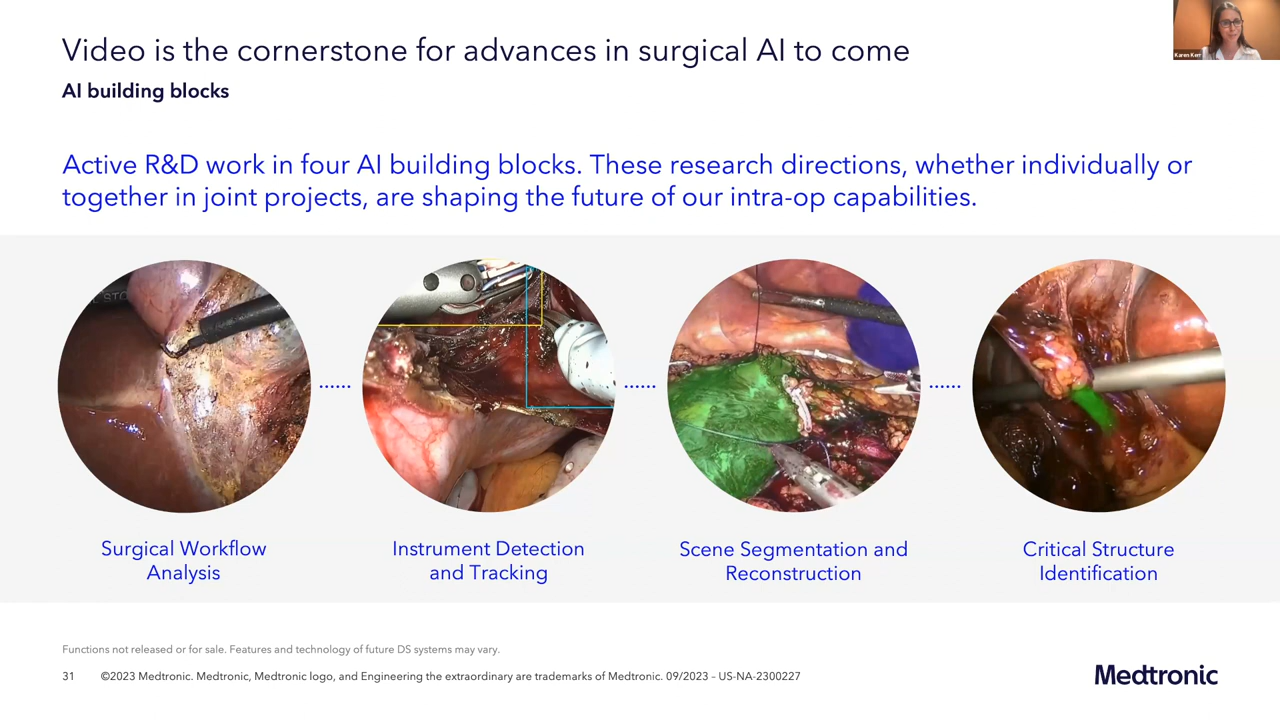 Video is the cornerstone for advances in surgical AI to come
AI building blocks
Karen Kerr
Active R&D work in four AI building blocks. These research directions, whether individually or
together in joint projects, are shaping the future of our intra-op capabilities.
Surgical Workflow
Analysis
Instrument Detection
and Tracking
Scene Segmentation and
Reconstruction
Critical Structure
Identification
Functions not released or for sale. Features and technology of future DS systems may vary.
31 ©2023 Medtronic. Medtronic, Medtronic logo, and Engineering the extraordinary are trademarks of Medtronic. 09/2023 – US-NA-2300227
Medtronic